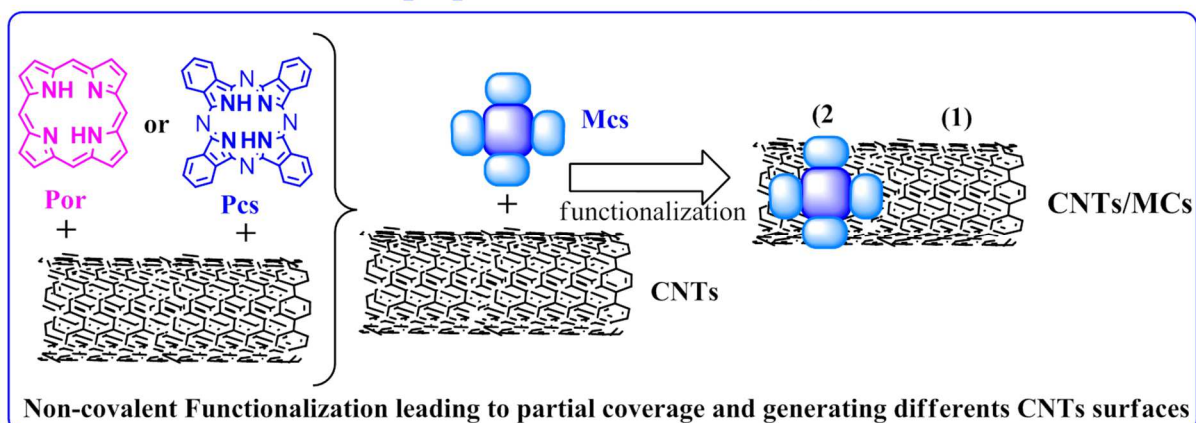 NH N
N HN
Por
+
or
N N
NH N
N N
N HN
N N
Pcs
+
Mcs
+
functionalization
CNTs
(2 (1)
CNTs/MCs
Non-covalent Functionalization leading to partial coverage and generating differents CNTs surfaces